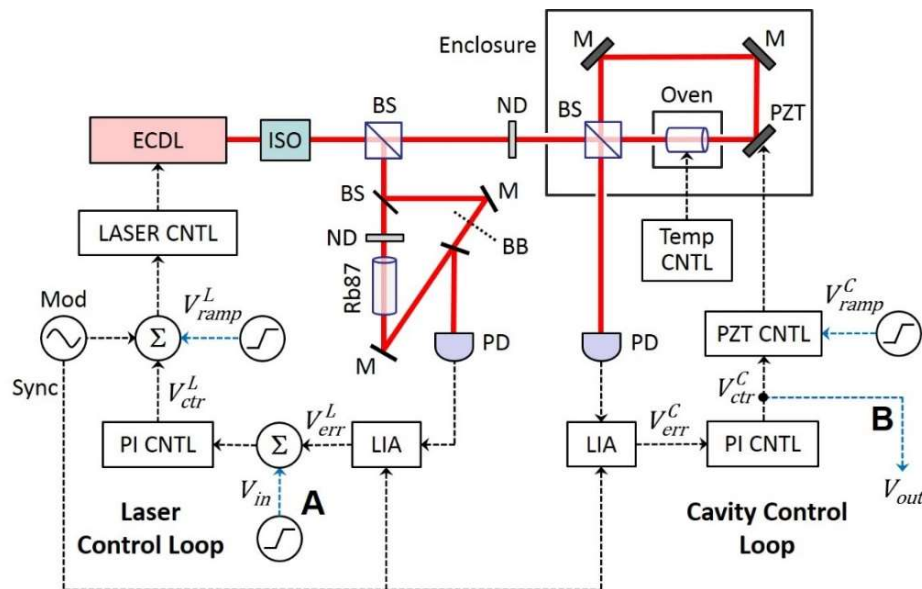 Enclosure
M
M
BS
ND
BS
Oven
PZT
ECDL
ISO
BS
M
ND
BB
LASER CNTL
Temp
CNTL
Rb87
Mod
V^L_ramp
V^C_ramp
Σ
PD
PD
PZT CNTL
M
Sync
V^L_ctr
V^L_err
V^C_err
V^C_ctr
B
PI CNTL
Σ
LIA
LIA
PI CNTL
V_in
A
V_out
Laser
Control Loop
Cavity Control
Loop